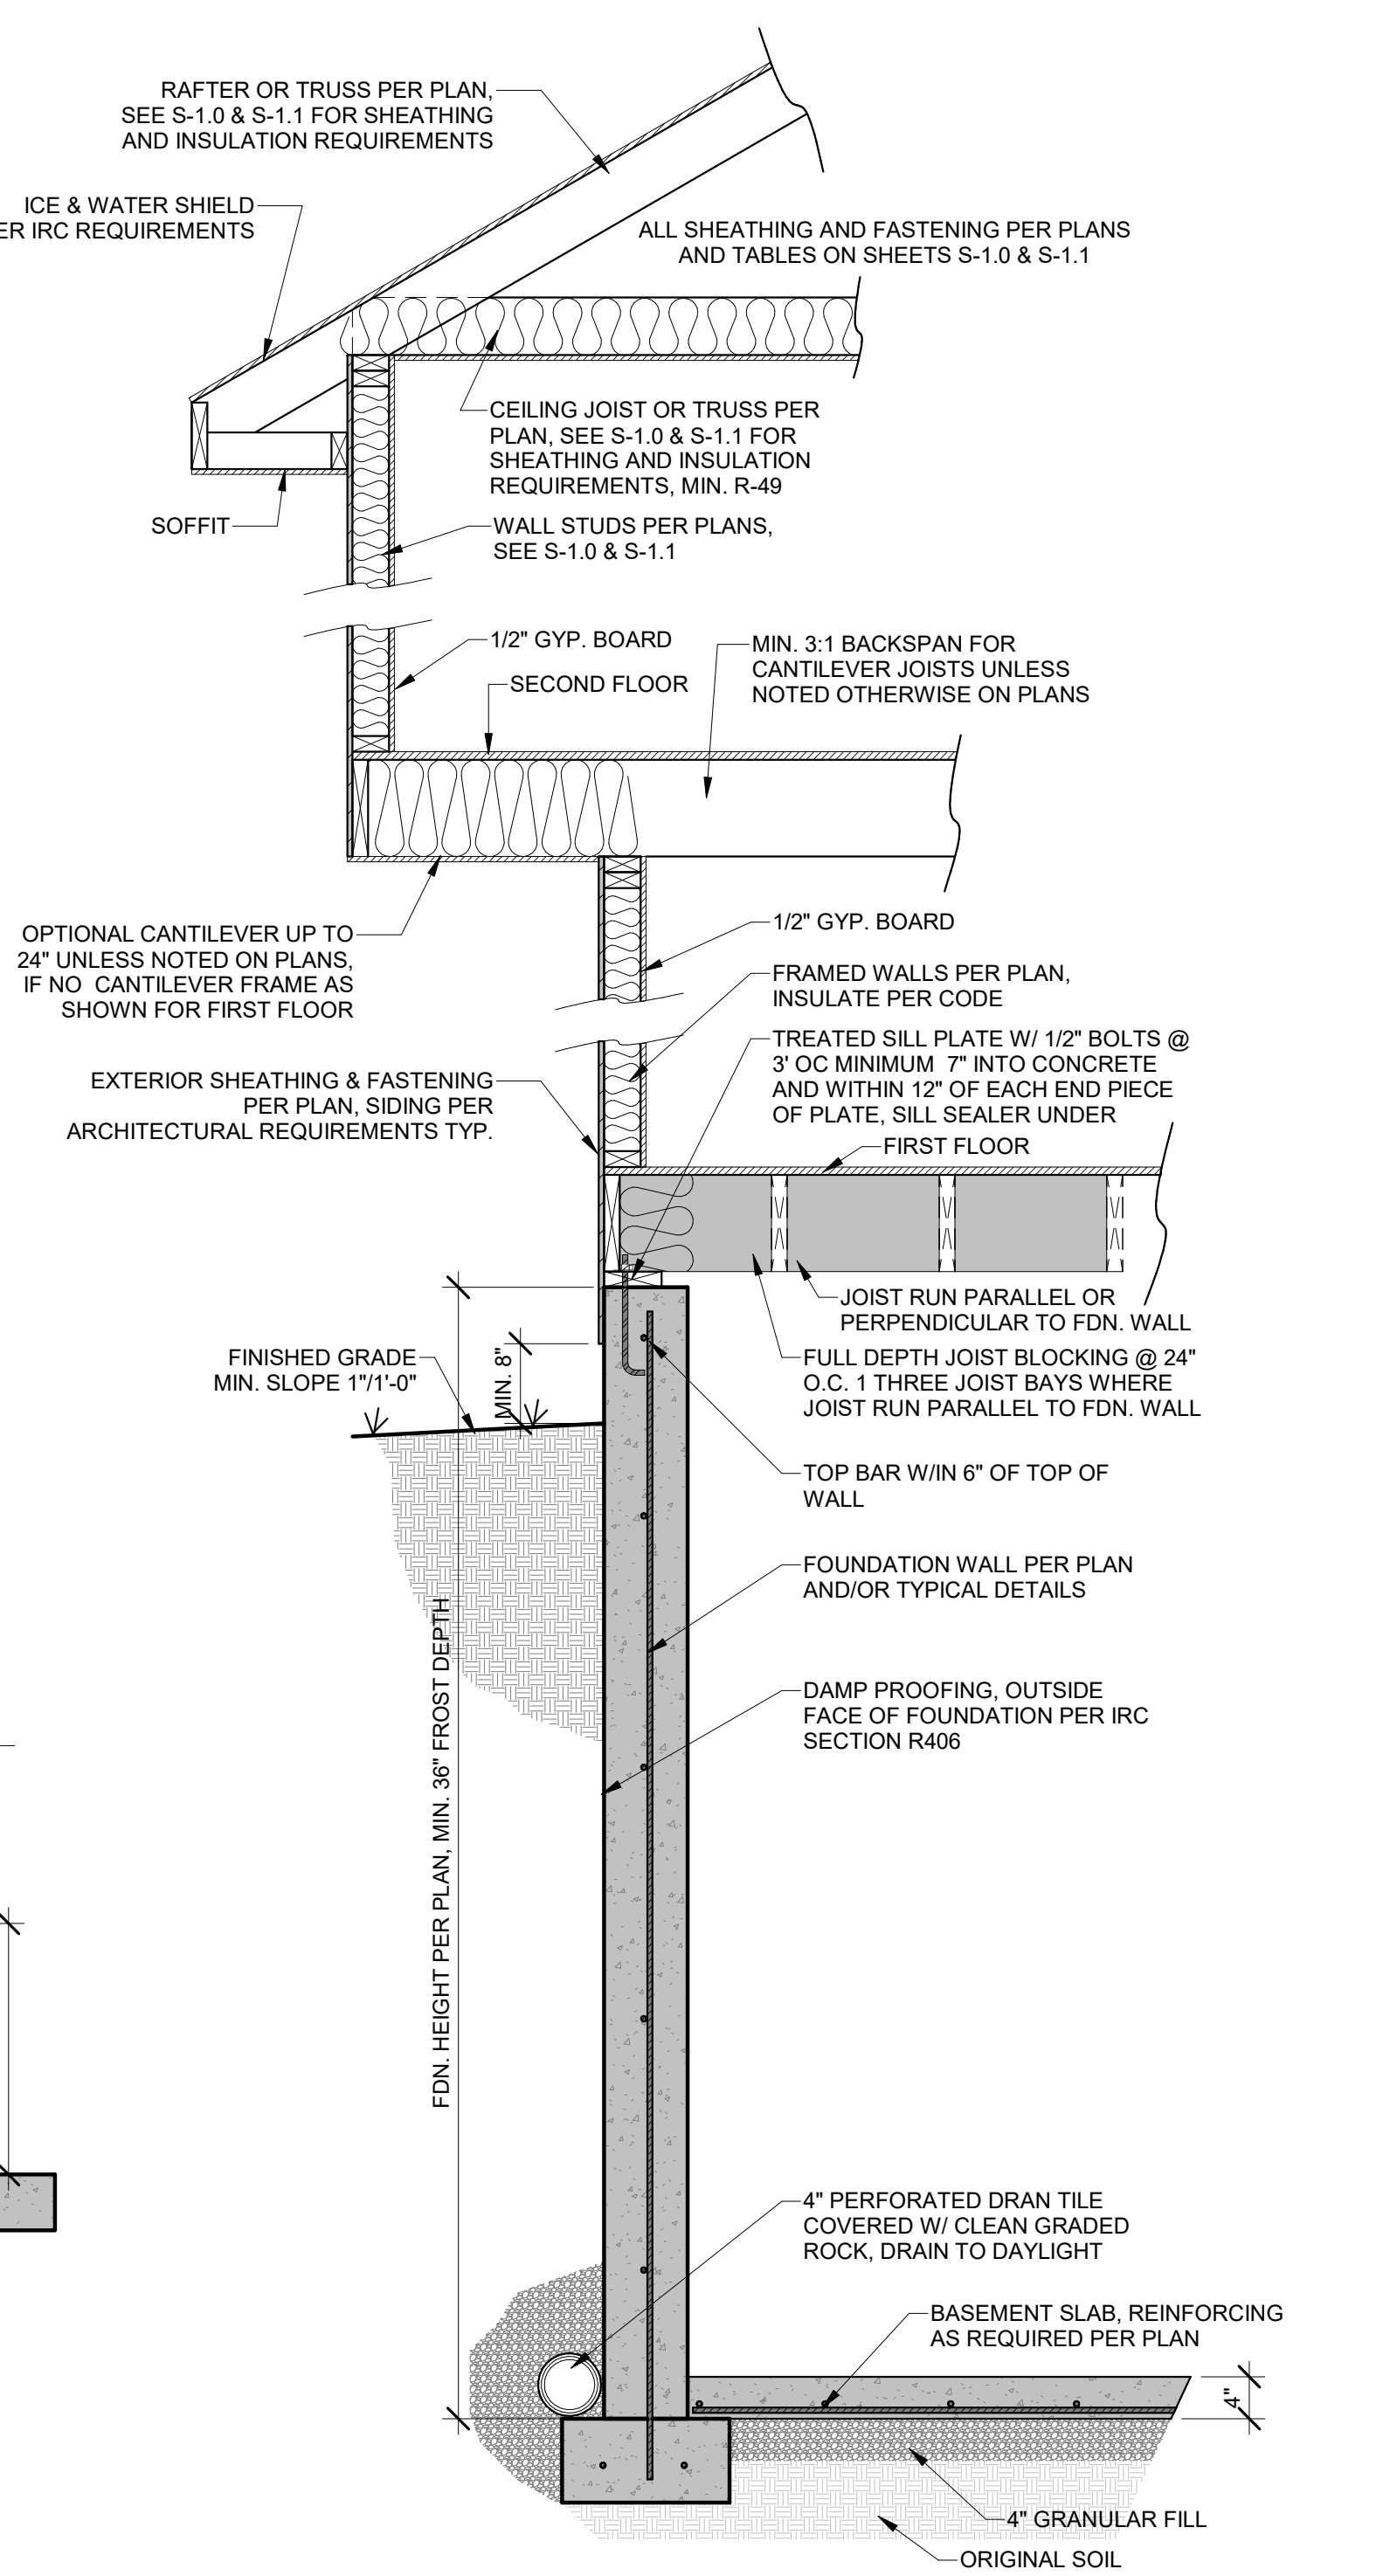 RAFTER OR TRUSS PER PLAN,
SEE S-1.0 & S-1.1 FOR SHEATHING
AND INSULATION REQUIREMENTS
ICE & WATER SHIELD
ER IRC REQUIREMENTS
ALL SHEATHING AND FASTENING PER PLANS
AND TABLES ON SHEETS S-1.0 & S-1.1
CEILING JOIST OR TRUSS PER
PLAN, SEE S-1.0 & S-1.1 FOR
SHEATHING AND INSULATION
REQUIREMENTS, MIN. R-49
SOFFIT
WALL STUDS PER PLANS,
SEE S-1.0 & S-1.1
1/2" GYP. BOARD
MIN. 3:1 BACKSPAN FOR
CANTILEVER JOISTS UNLESS
NOTED OTHERWISE ON PLANS
SECOND FLOOR
OPTIONAL CANTILEVER UP TO
24" UNLESS NOTED ON PLANS,
IF NO CANTILEVER FRAME AS
SHOWN FOR FIRST FLOOR
1/2" GYP. BOARD
FRAMED WALLS PER PLAN,
INSULATE PER CODE
TREATED SILL PLATE W/ 1/2" BOLTS @
3' OC MINIMUM 7" INTO CONCRETE
AND WITHIN 12" OF EACH END PIECE
OF PLATE, SILL SEALER UNDER
EXTERIOR SHEATHING & FASTENING
PER PLAN, SIDING PER
ARCHITECTURAL REQUIREMENTS TYP.
FIRST FLOOR
JOIST RUN PARALLEL OR
PERPENDICULAR TO FDN. WALL
FINISHED GRADE
MIN. SLOPE 1"/1'-0"
MIN. 8"
FULL DEPTH JOIST BLOCKING @ 24"
O.C. 1 THREE JOIST BAYS WHERE
JOIST RUN PARALLEL TO FDN. WALL
TOP BAR W/IN 6" OF TOP OF
WALL
FOUNDATION WALL PER PLAN
AND/OR TYPICAL DETAILS
DAMP PROOFING, OUTSIDE
FACE OF FOUNDATION PER IRC
SECTION R406
FDN. HEIGHT PER PLAN, MIN. 36" FROST DEPTH
4" PERFORATED DRAN TILE
COVERED W/ CLEAN GRADED
ROCK, DRAIN TO DAYLIGHT
BASEMENT SLAB, REINFORCING
AS REQUIRED PER PLAN
4"
4" GRANULAR FILL
ORIGINAL SOIL